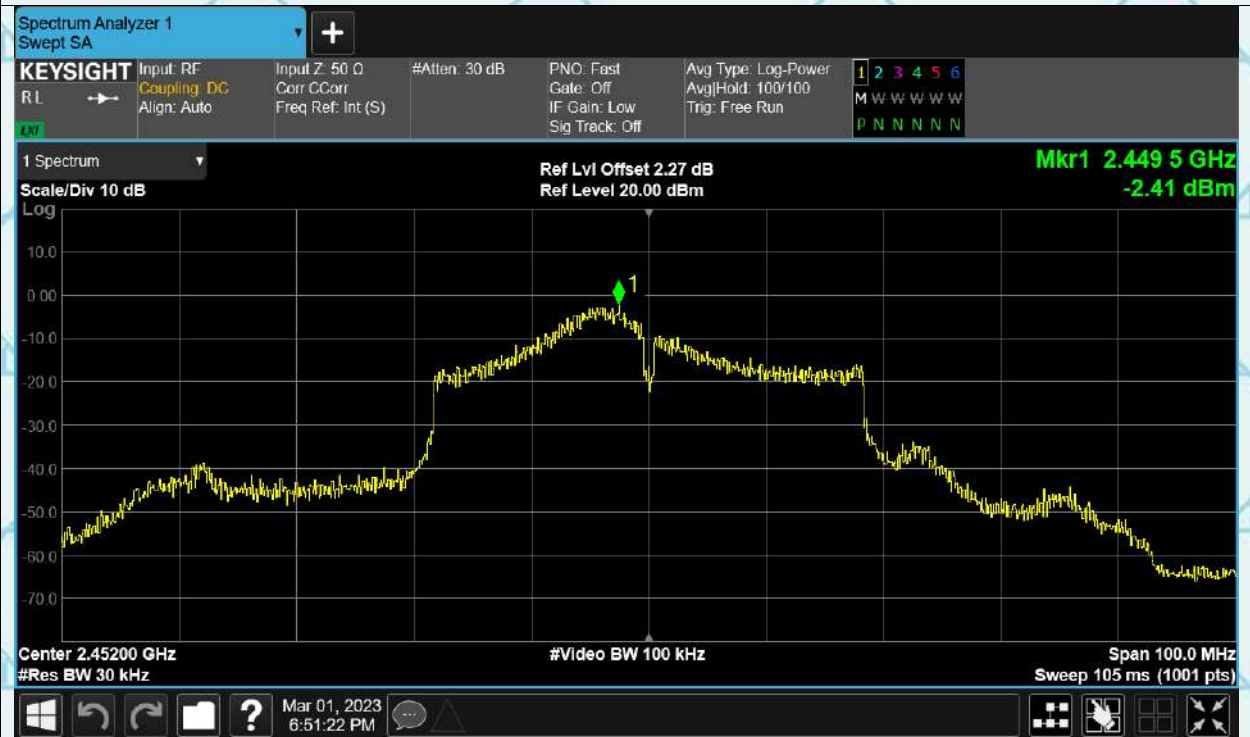 Spectrum Analyzer 1
Swept SA
+
KEYSIGHT
RL
LXI
Input: RF
Coupling: DC
Align: Auto
Input Z: 50 Ω
Corr CCorr
Freq Ref: Int (S)
#Atten: 30 dB
PNO: Fast
Gate: Off
IF Gain: Low
Sig Track: Off
Avg Type: Log-Power
Avg|Hold: 100/100
Trig: Free Run
1 2 3 4 5 6
M W W W W W
P N N N N N
1 Spectrum
Scale/Div 10 dB
Log
Ref Lvl Offset 2.27 dB
Ref Level 20.00 dBm
Mkr1 2.449 5 GHz
-2.41 dBm
10.0
0.00
-10.0
-20.0
-30.0
-40.0
-50.0
-60.0
-70.0
1
Center 2.45200 GHz
#Res BW 30 kHz
#Video BW 100 kHz
Span 100.0 MHz
Sweep 105 ms (1001 pts)
?
Mar 01, 2023
6:51:22 PM